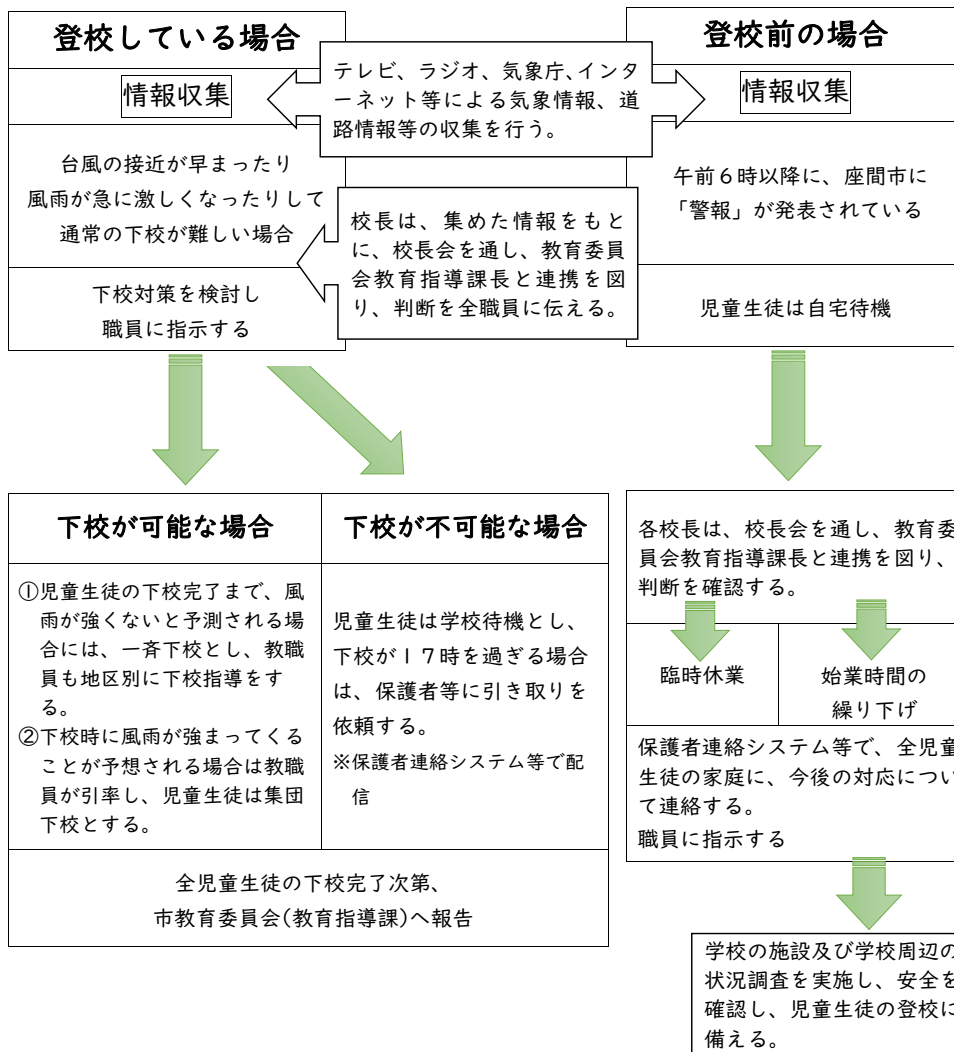 登校している場合
情報収集
台風の接近が早まったり
風雨が急に激しくなったりして
通常の下校が難しい場合
下校対策を検討し
職員に指示する
テレビ、ラジオ、気象庁、インタ
ーネット等による気象情報、道
路情報等の収集を行う。
校長は、集めた情報をもと
に、校長会を通し、教育委員
会教育指導課長と連携を図
り、判断を全職員に伝える。
登校前の場合
情報収集
午前6時以降に、座間市に
「警報」が発表されている
児童生徒は自宅待機
下校が可能な場合
①児童生徒の下校完了まで、風
雨が強くないと予測される場
合には、一斉下校とし、教職
員も地区別に下校指導をす
る。
②下校時に風雨が強まってくる
ことが予想される場合は教職
員が引率し、児童生徒は集団
下校とする。
下校が不可能な場合
児童生徒は学校待機とし、
下校が17時を過ぎる場合
は、保護者等に引き取りを
依頼する。
※保護者連絡システム等で配
信
全児童生徒の下校完了次第、
市教育委員会(教育指導課)へ報告
各校長は、校長会を通し、教育委
員会教育指導課長と連携を図り、
判断を確認する。
臨時休業
始業時間の
繰り下げ
保護者連絡システム等で、全児童
生徒の家庭に、今後の対応につい
て連絡する。
職員に指示する
学校の施設及び学校周辺の
状況調査を実施し、安全を
確認し、児童生徒の登校に
備える。